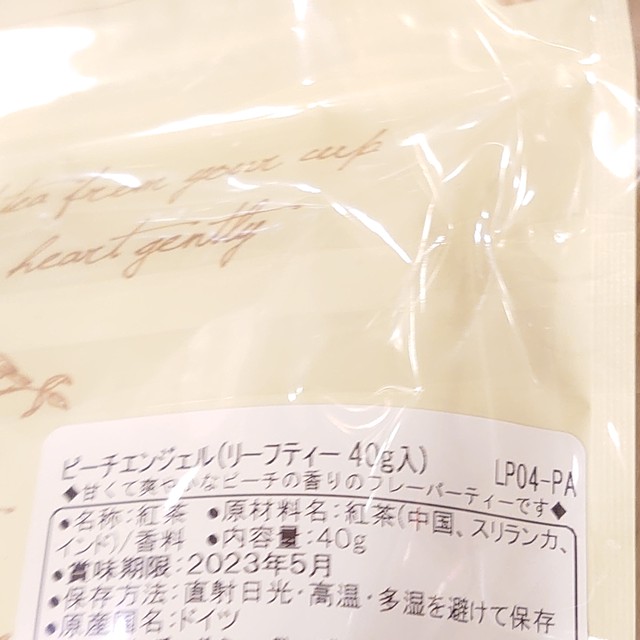 tea from your cup
heart gently
ピーチエンジェル(リーフティー 40g入) LP04-PA
◆甘くて爽やかなピーチの香りのフレーバーティーです◆
●名称:紅茶 ●原材料名:紅茶(中国、スリランカ、
インド)/香料 ●内容量:40g
●賞味期限:2023年5月
●保存方法:直射日光・高温・多湿を避けて保存
●原産国名:ドイツ